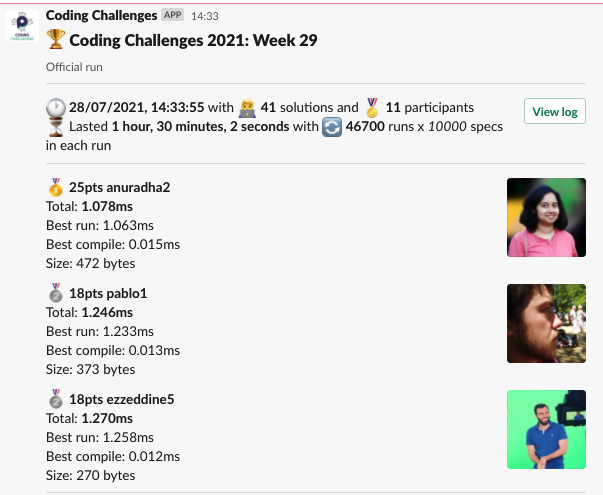 Coding Challenges APP 14:33
Coding Challenges 2021: Week 29
Official run
28/07/2021, 14:33:55 with 41 solutions and 11 participants
View log
Lasted 1 hour, 30 minutes, 2 seconds with 46700 runs x 10000 specs
in each run
25pts anuradha2
Total: 1.078ms
Best run: 1.063ms
Best compile: 0.015ms
Size: 472 bytes
18pts pablo1
Total: 1.246ms
Best run: 1.233ms
Best compile: 0.013ms
Size: 373 bytes
18pts ezzeddine5
Total: 1.270ms
Best run: 1.258ms
Best compile: 0.012ms
Size: 270 bytes